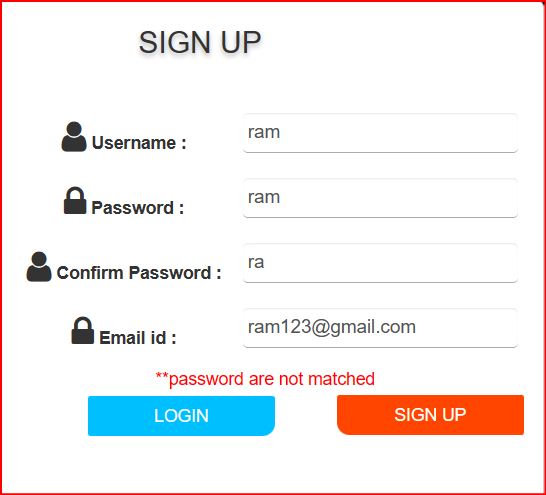 SIGN UP
Username : ram
Password : ram
Confirm Password : ra
Email id : ram123@gmail.com
**password are not matched
LOGIN SIGN UP